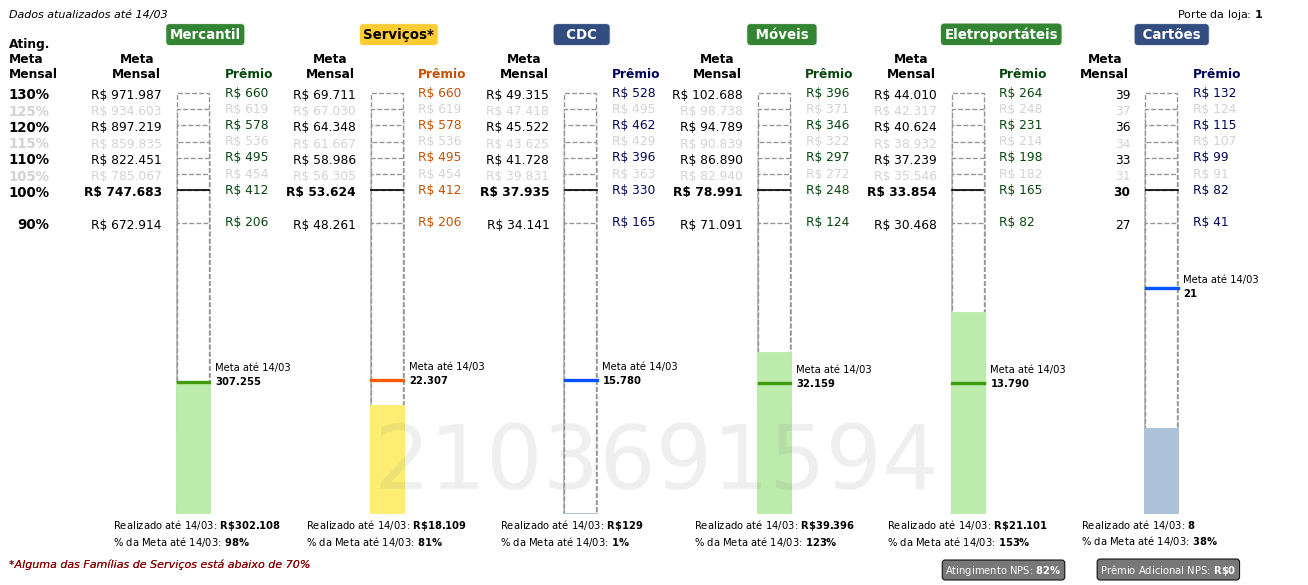 Dados atualizados até 14/03 Porte da loja: 1
Mercantil Serviços* CDC Móveis Eletroportáteis Cartões
Ating.
Meta Meta Meta Meta Meta Meta Meta
Mensal Mensal Prêmio Mensal Prêmio Mensal Prêmio Mensal Prêmio Mensal Prêmio Mensal Prêmio
130% R$ 971.987 R$ 660 R$ 69.711 R$ 660 R$ 49.315 R$ 528 R$ 102.688 R$ 396 R$ 44.010 R$ 264 39 R$ 132
125% R$ 934.603 R$ 619 R$ 67.030 R$ 619 R$ 47.418 R$ 495 R$ 98.738 R$ 371 R$ 42.317 R$ 248 37 R$ 124
120% R$ 897.219 R$ 578 R$ 64.348 R$ 578 R$ 45.522 R$ 462 R$ 94.789 R$ 346 R$ 40.624 R$ 231 36 R$ 115
115% R$ 859.835 R$ 536 R$ 61.667 R$ 536 R$ 43.625 R$ 429 R$ 90.839 R$ 322 R$ 38.932 R$ 214 34 R$ 107
110% R$ 822.451 R$ 495 R$ 58.986 R$ 495 R$ 41.728 R$ 396 R$ 86.890 R$ 297 R$ 37.239 R$ 198 33 R$ 99
105% R$ 785.067 R$ 454 R$ 56.305 R$ 454 R$ 39.831 R$ 363 R$ 82.940 R$ 272 R$ 35.546 R$ 182 31 R$ 91
100% R$ 747.683 R$ 412 R$ 53.624 R$ 412 R$ 37.935 R$ 330 R$ 78.991 R$ 248 R$ 33.854 R$ 165 30 R$ 82
90% R$ 672.914 R$ 206 R$ 48.261 R$ 206 R$ 34.141 R$ 165 R$ 71.091 R$ 124 R$ 30.468 R$ 82 27 R$ 41
Meta até 14/03
21
Meta até 14/03 Meta até 14/03 Meta até 14/03 Meta até 14/03 Meta até 14/03
307.255 22.307 15.780 32.159 13.790
2103691594
Realizado até 14/03: R$302.108 Realizado até 14/03: R$18.109 Realizado até 14/03: R$129 Realizado até 14/03: R$39.396 Realizado até 14/03: R$21.101 Realizado até 14/03: 8
% da Meta até 14/03: 98% % da Meta até 14/03: 81% % da Meta até 14/03: 1% % da Meta até 14/03: 123% % da Meta até 14/03: 153% % da Meta até 14/03: 38%
*Alguma das Famílias de Serviços está abaixo de 70% Atingimento NPS: 82% Prêmio Adicional NPS: R$0